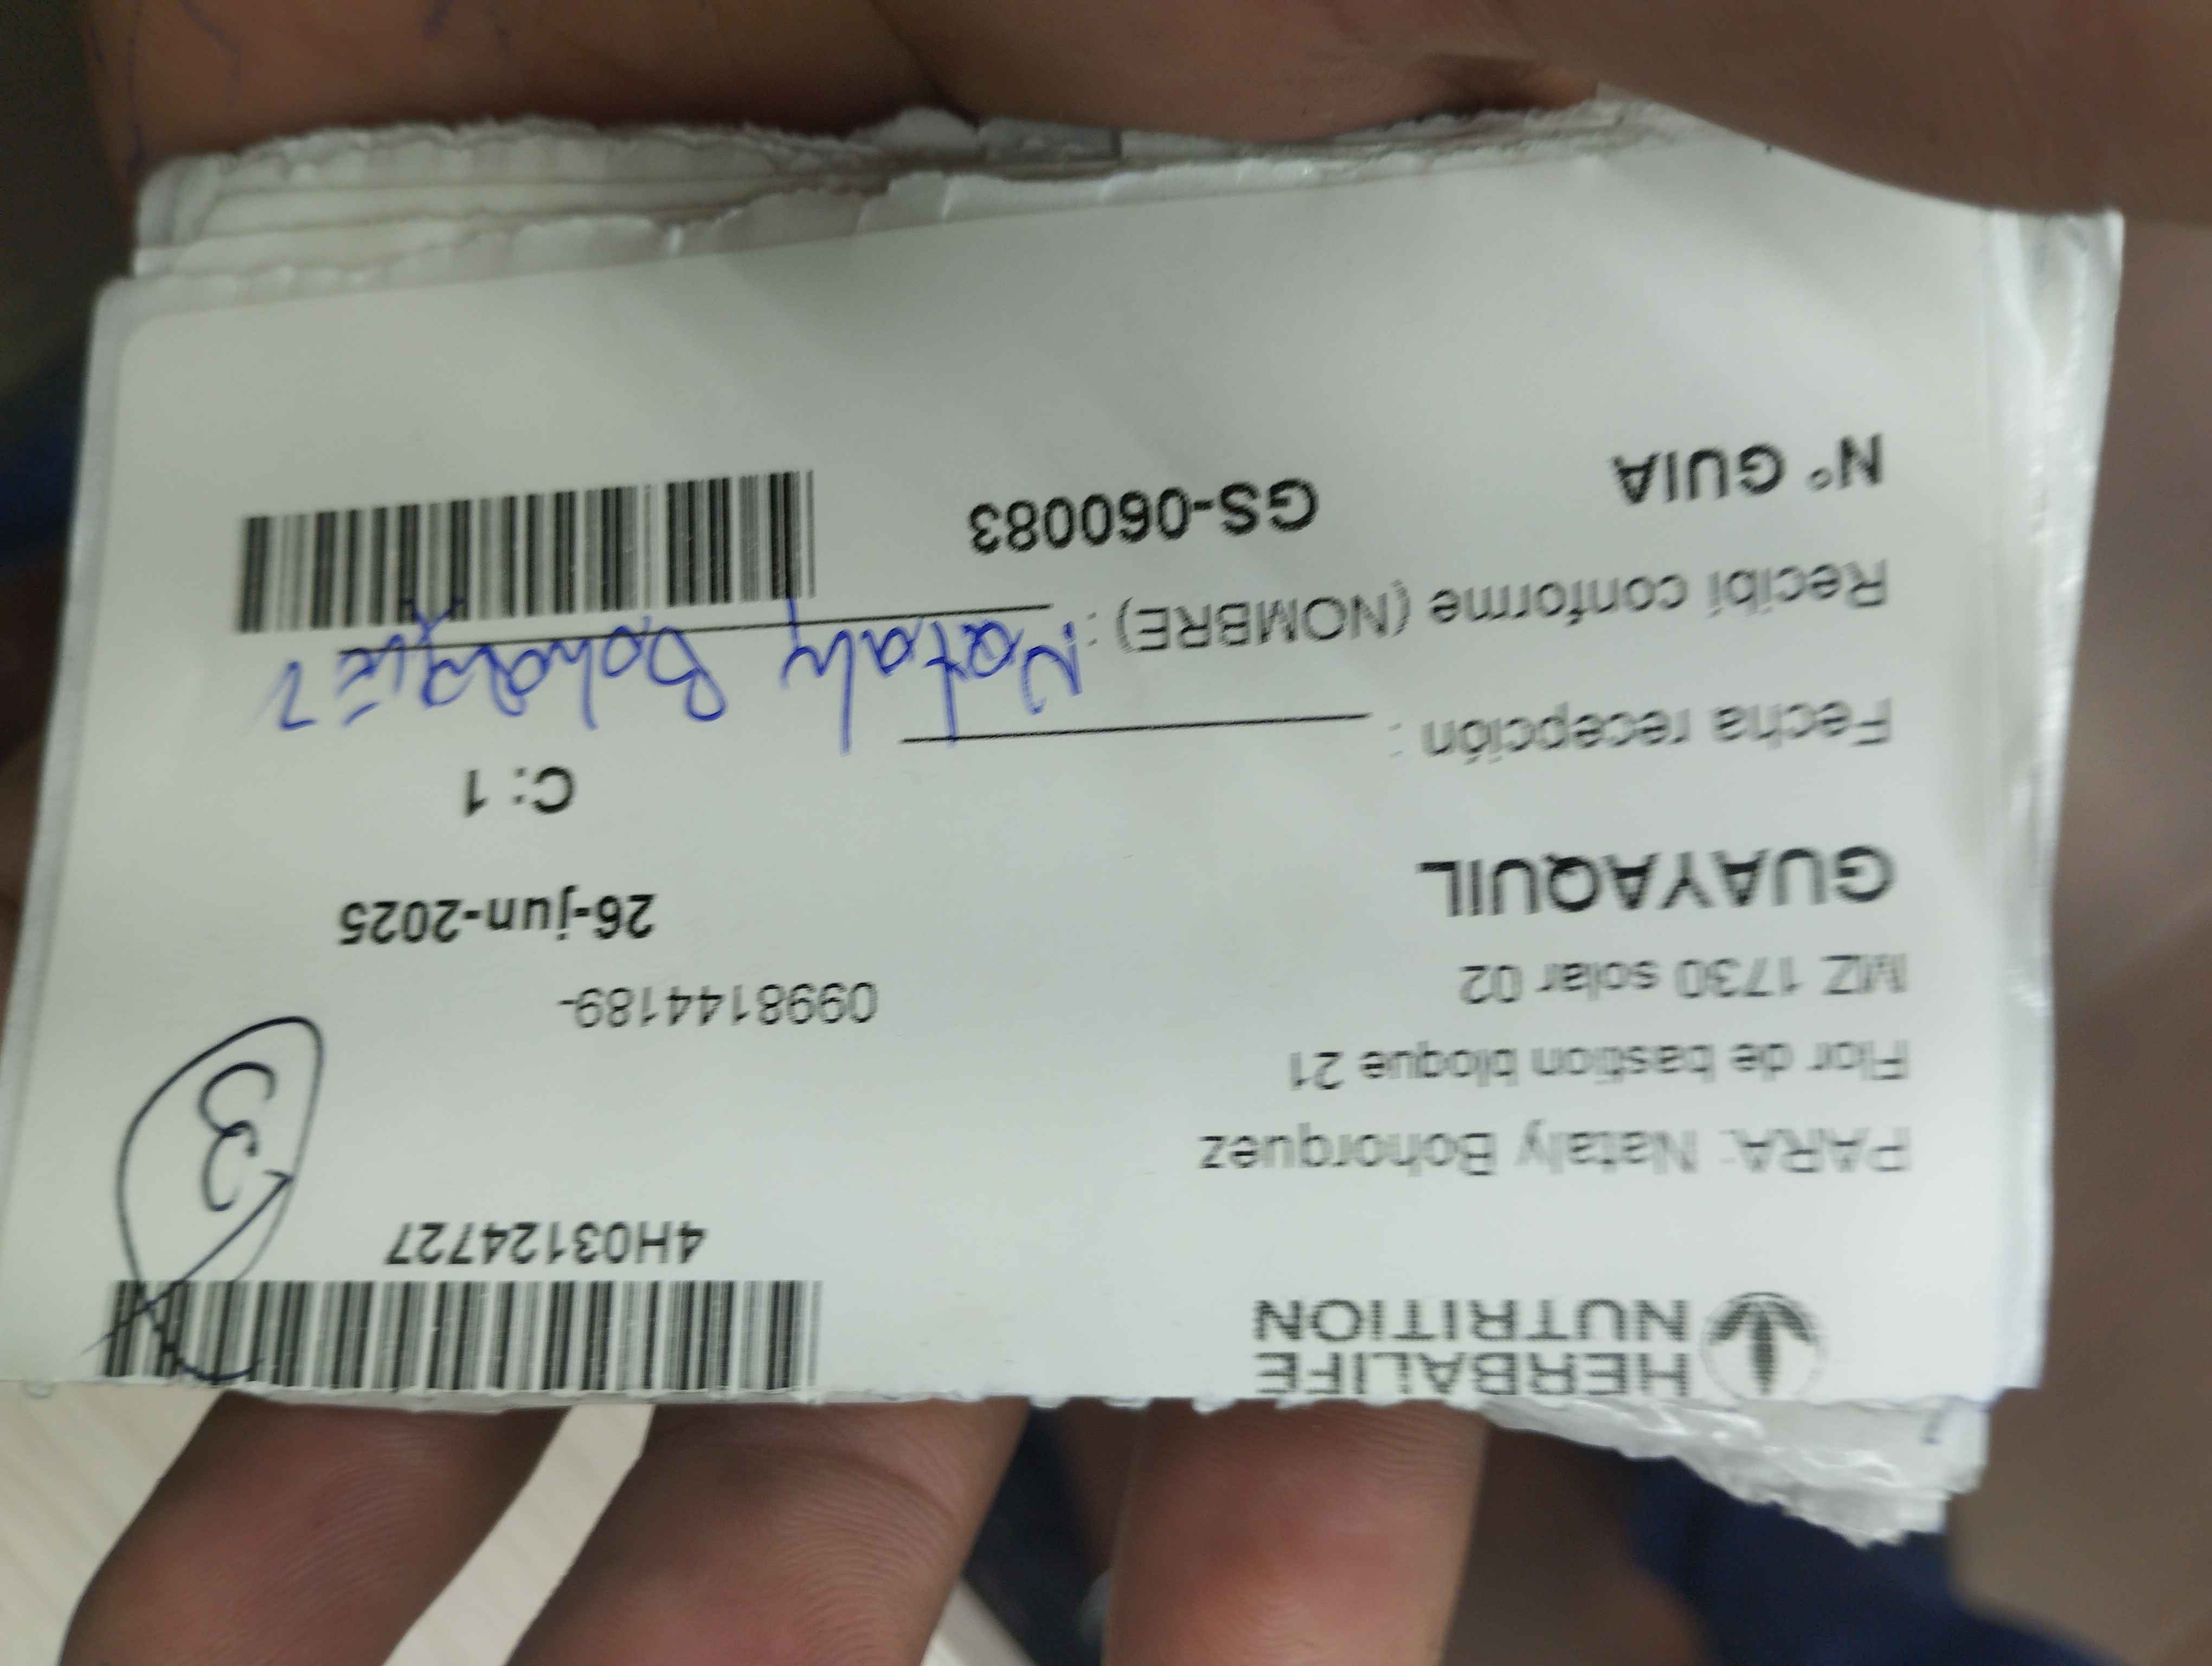 HERBALIFE
NUTRITION
4H03124727
3
PARA: Nataly Bohorquez
Flor de bastion bloque 21
MZ 1730 solar 02
0998144189-
GUAYAQUIL
26-jun-2025
C: 1
Fecha recepción :
Recibí conforme (NOMBRE) : Nataly Bohorquez
N° GUIA GS-060083